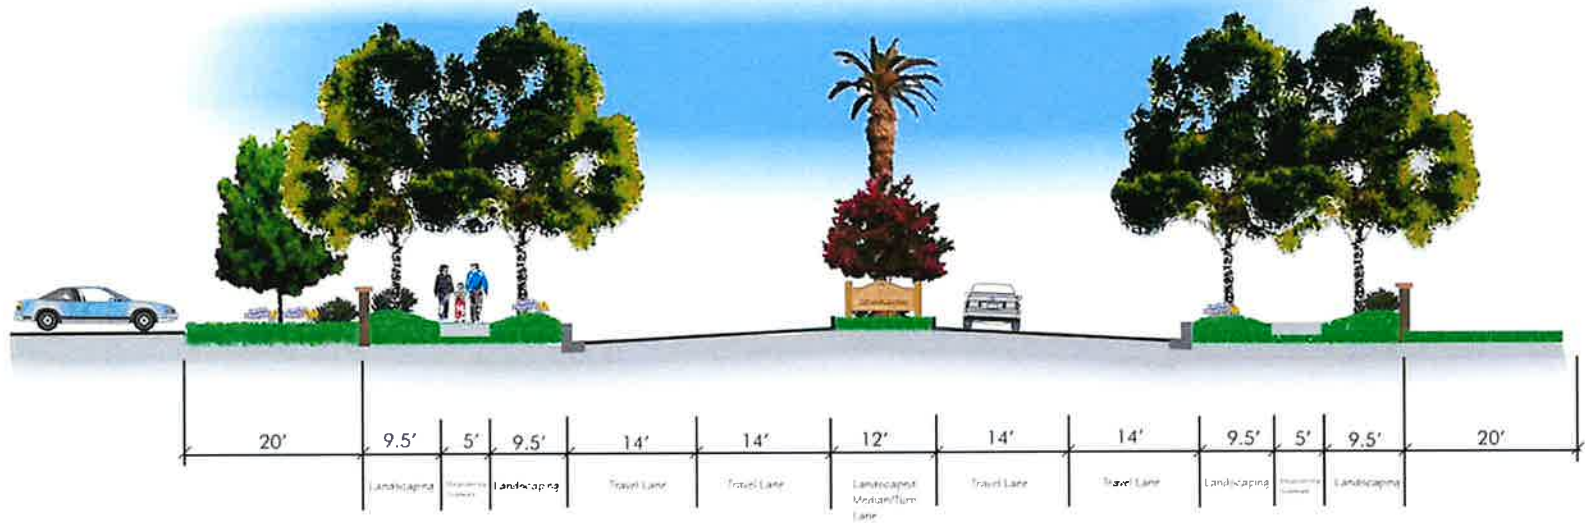 20' 9.5' 5' 9.5' 14' 14' 12' 14' 14' 9.5' 5' 9.5' 20'
Landscaping Landscaping Travel Lane Travel Lane Landscaped Travel Lane Travel Lane Landscaping Landscaping
Median/Turn
Lane